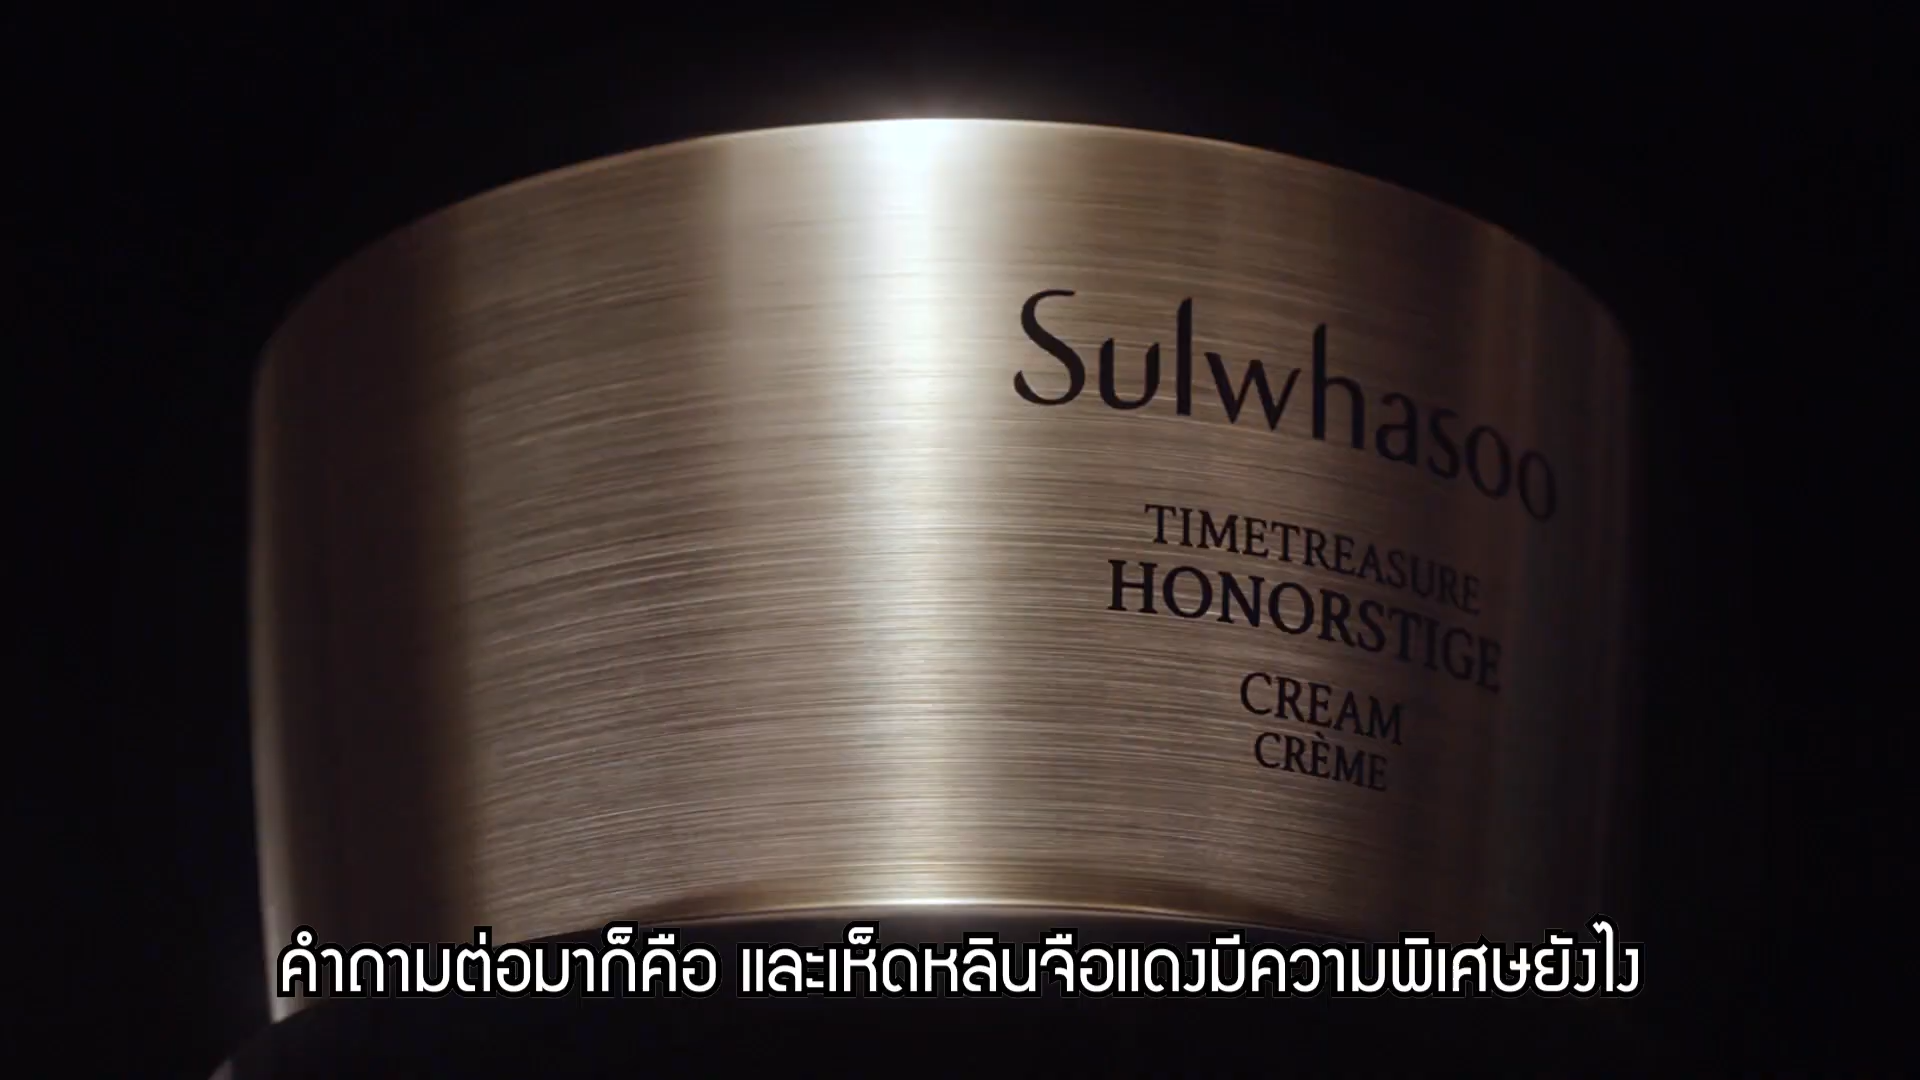 Sulwhasoo
TIMETREASURE
HONORSTIGE
CREAM
CRÈME
คำถามต่อมาก็คือ และเห็ดหลินจือแดงมีความพิเศษยังไง